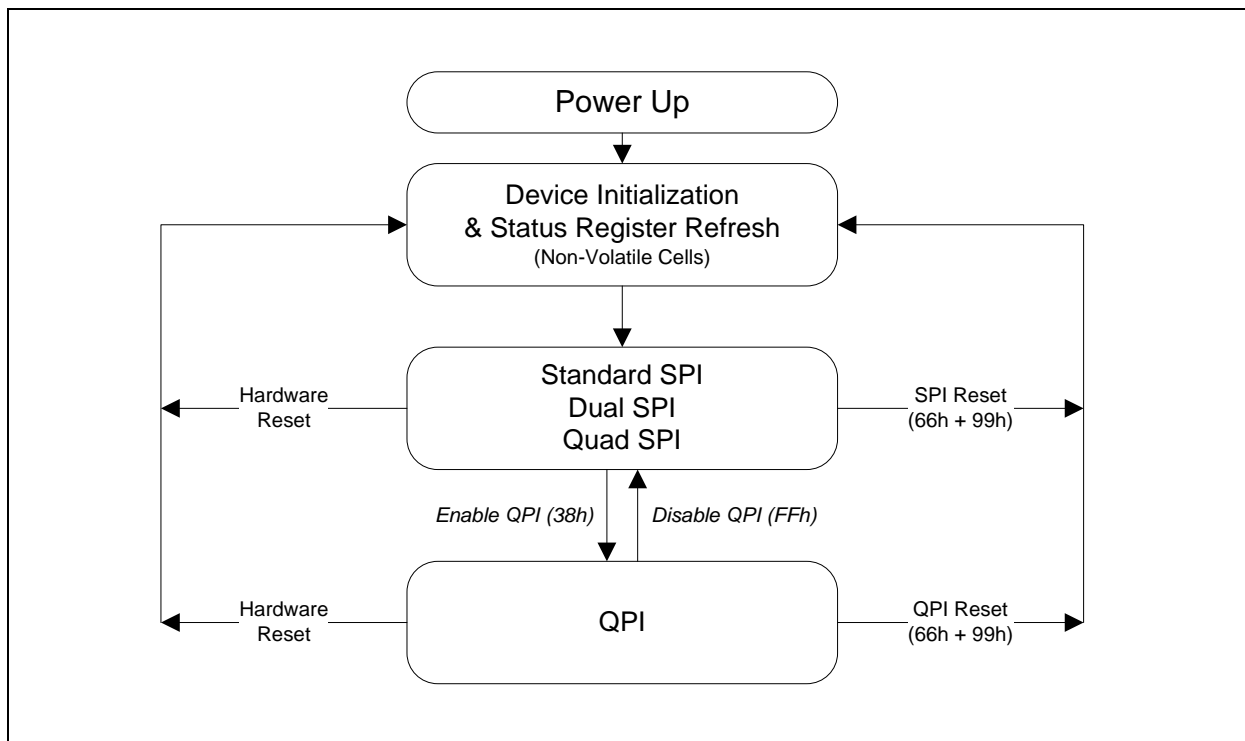 Power Up
Device Initialization
& Status Register Refresh
(Non-Volatile Cells)
Hardware
Reset
Standard SPI
Dual SPI
Quad SPI
SPI Reset
(66h + 99h)
Enable QPI (38h)
Disable QPI (FFh)
Hardware
Reset
QPI
QPI Reset
(66h + 99h)